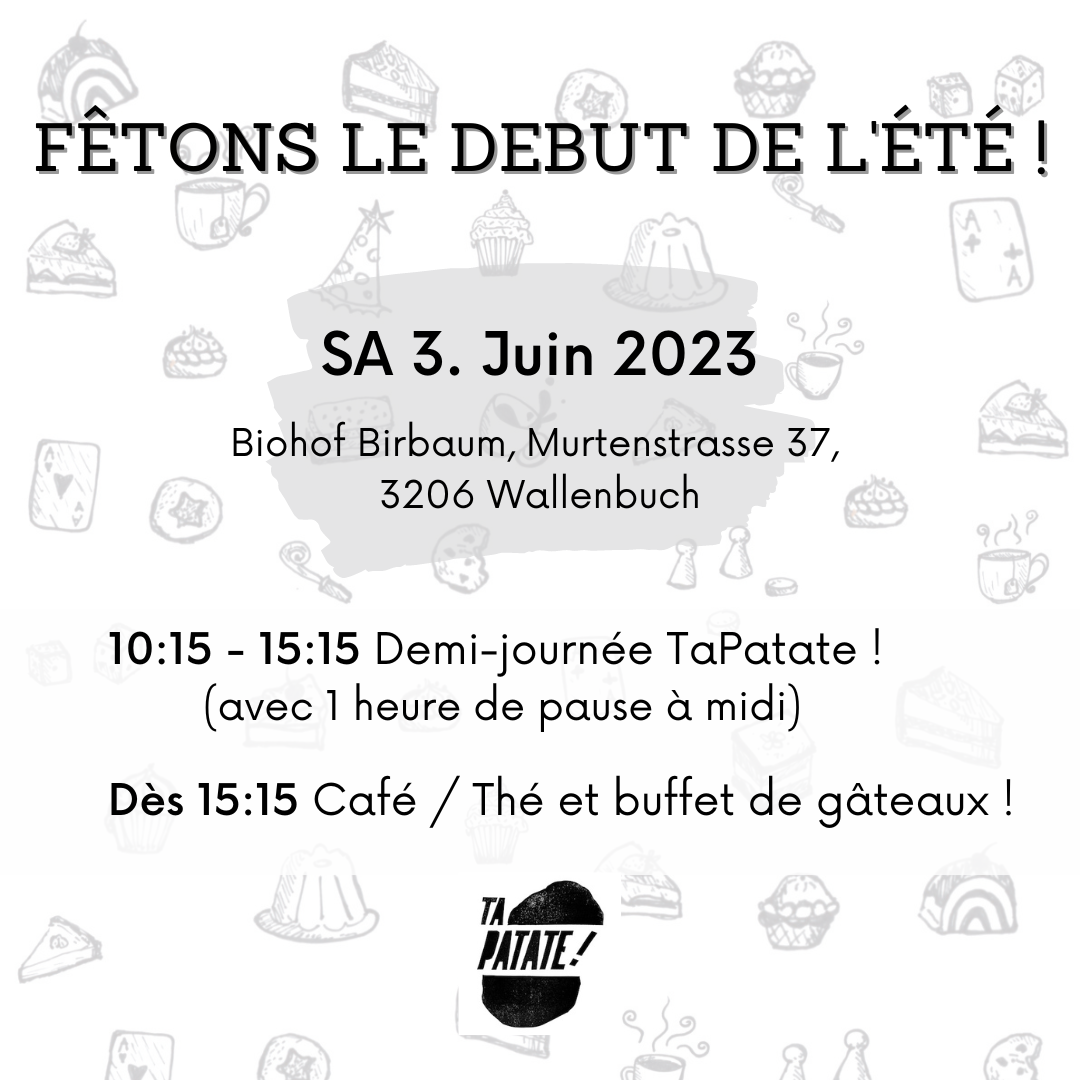 FÊTONS LE DEBUT DE L'ÉTÉ !
SA 3. Juin 2023
Biohof Birbaum, Murtenstrasse 37,
3206 Wallenbuch
10:15 - 15:15 Demi-journée TaPatate !
(avec 1 heure de pause à midi)
Dès 15:15 Café / Thé et buffet de gâteaux !
TA
PATATE!